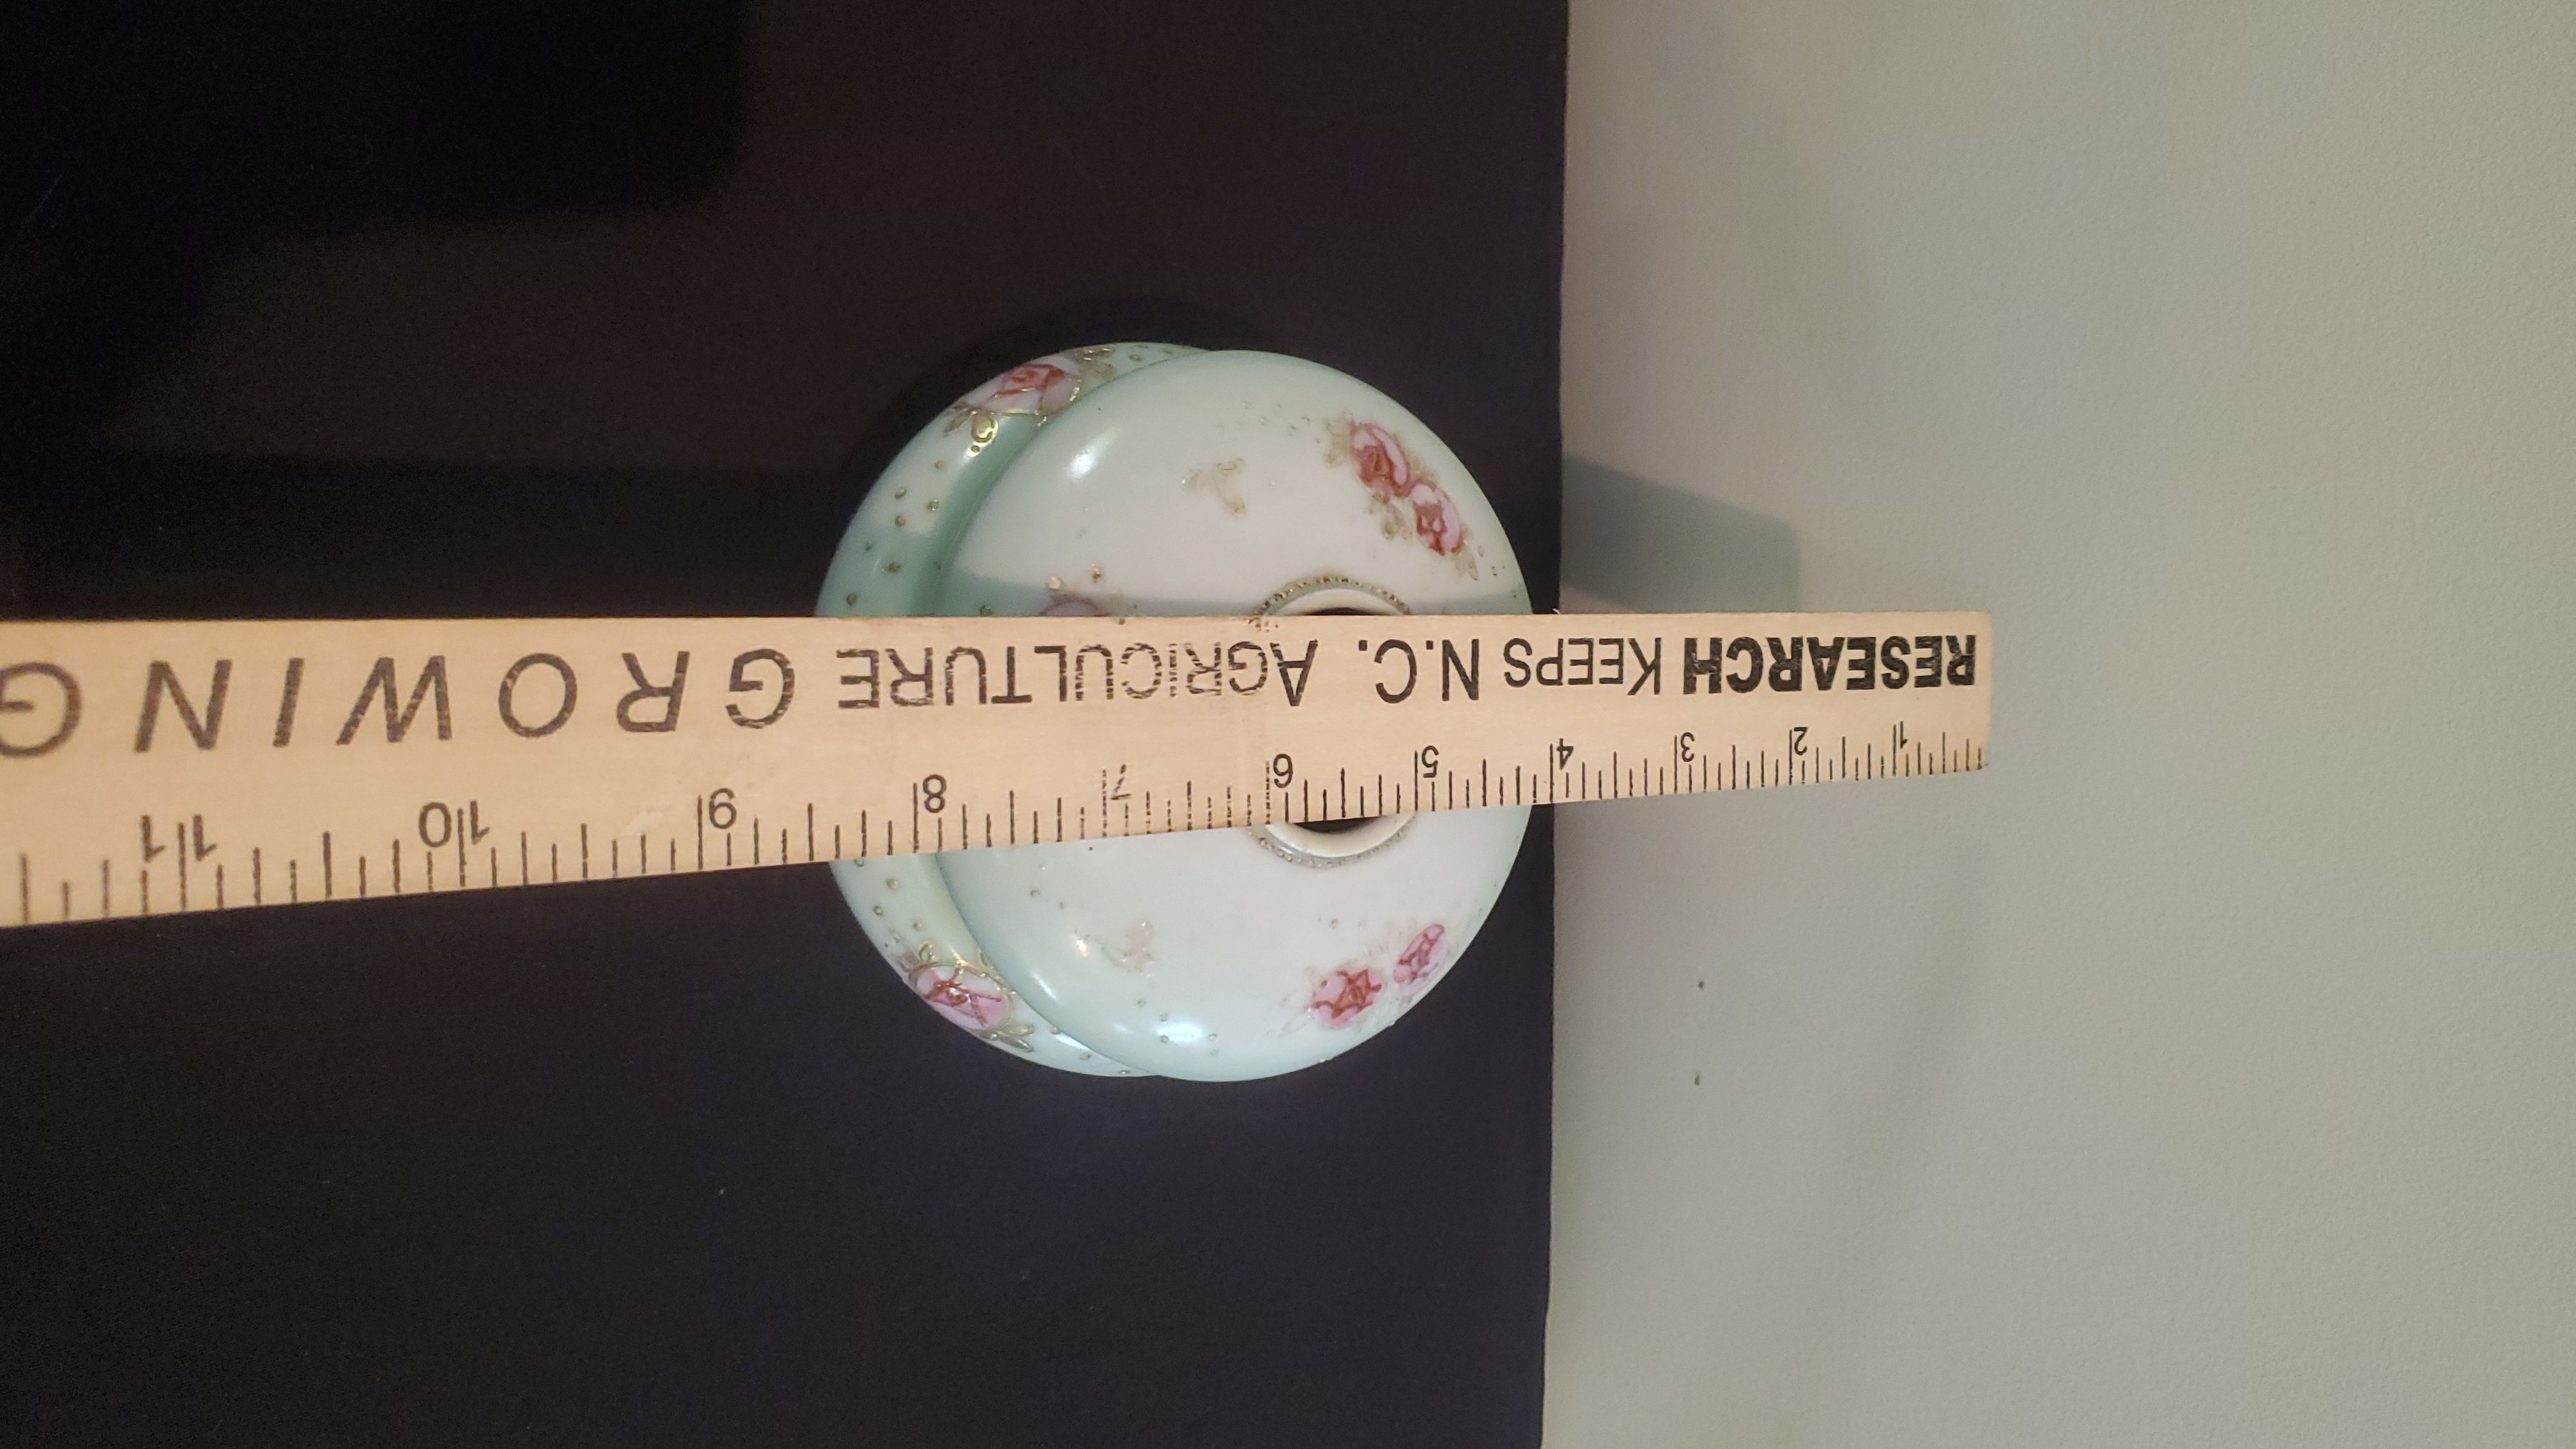 RESEARCH KEEPS N.C. AGRICULTURE GROWING
1 2 3 4 5 6 7 8 9 10 11